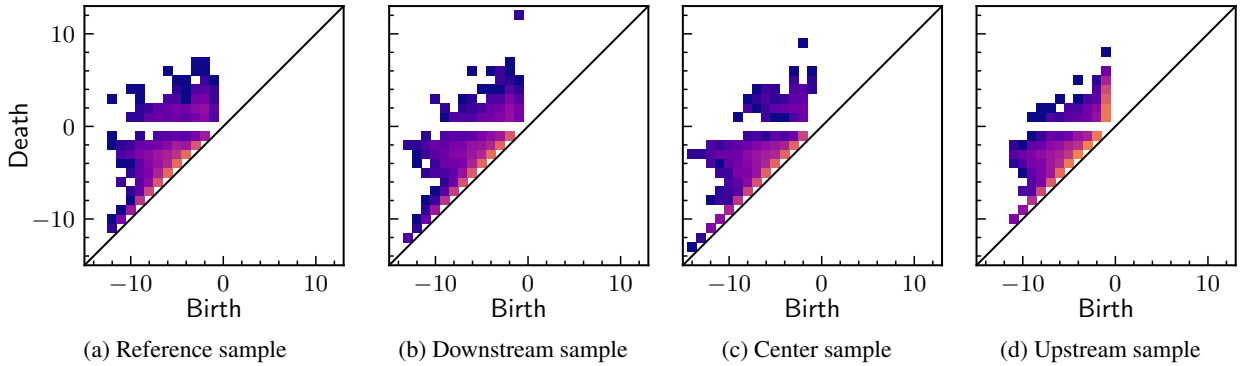 10
0
−10
Death
−10 0 10
Birth
−10 0 10
Birth
−10 0 10
Birth
−10 0 10
Birth
(a) Reference sample
(b) Downstream sample
(c) Center sample
(d) Upstream sample